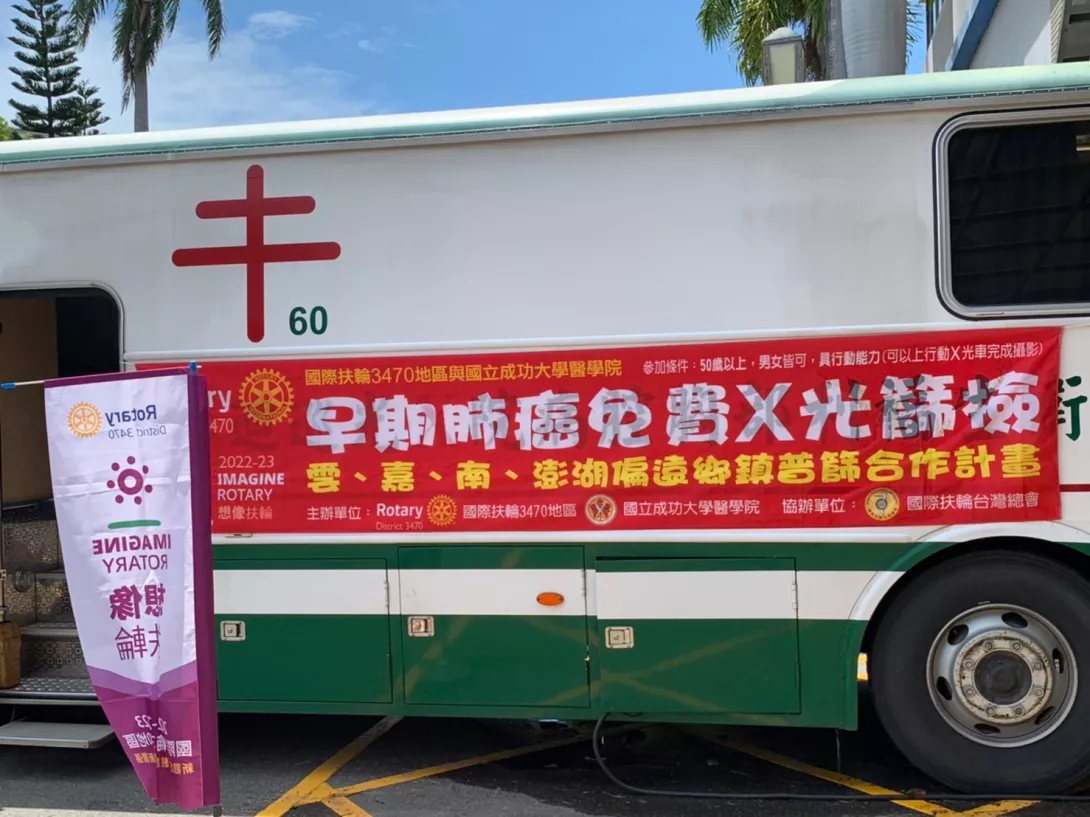 60
國際扶輪3470地區與國立成功大學醫學院
參加條件：50歲以上，男女皆可，具行動能力(可以上行動X光車完成攝影)
早期肺癌免費X光篩檢
雲、嘉、南、澎湖偏遠鄉鎮普篩合作計畫
主辦單位：Rotary District 3470 國際扶輪3470地區 國立成功大學醫學院 協辦單位： 國際扶輪台灣總會
ry
470
2022-23
IMAGINE
ROTARY
想像扶輪
Rotary
District 3470
IMAGINE
ROTARY
想像
扶輪